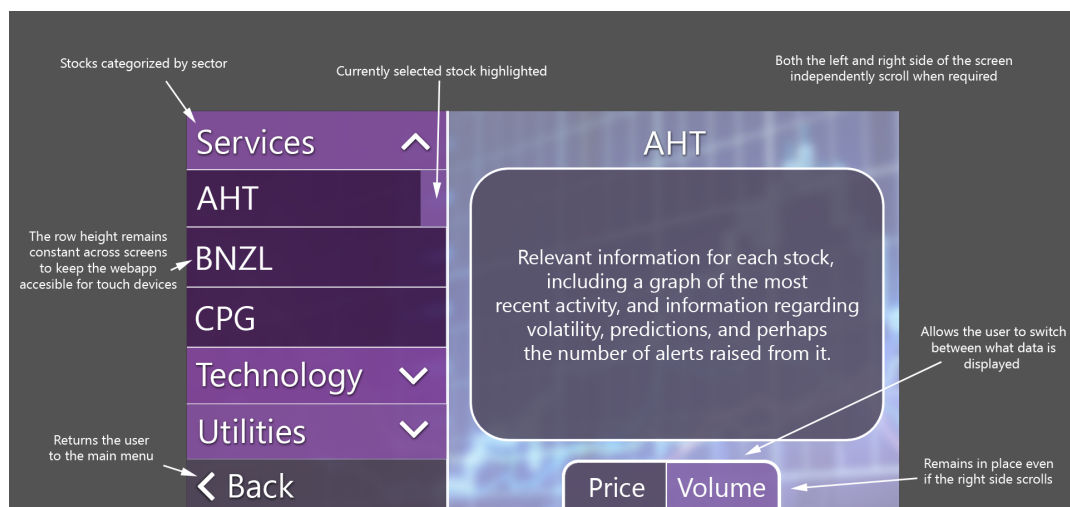 Stocks categorized by sector
Currently selected stock highlighted
Both the left and right side of the screen
independently scroll when required
Services
AHT
BNZL
CPG
Technology
Utilities
Back
The row height remains
constant across screens
to keep the webapp
accesible for touch devices
Returns the user
to the main menu
AHT
Relevant information for each stock,
including a graph of the most
recent activity, and information regarding
volatility, predictions, and perhaps
the number of alerts raised from it.
Price
Volume
Allows the user to switch
between what data is
displayed
Remains in place even
if the right side scrolls